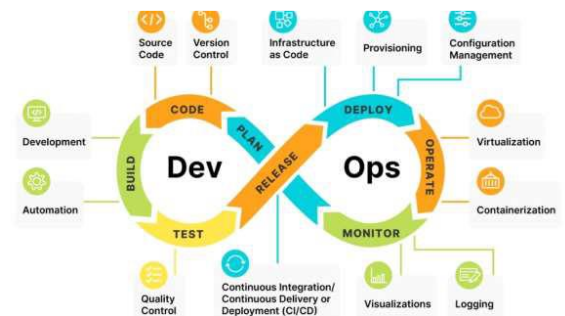 Source
Code
Version
Control
Infrastructure
as Code
Provisioning
Configuration
Management
CODE
PLAN
DEPLOY
Development
BUILD
Dev
RELEASE
Ops
OPERATE
Virtualization
Automation
Containerization
TEST
MONITOR
Quality
Control
Continuous Integration/
Continuous Delivery or
Deployment (CI/CD)
Visualizations
Logging